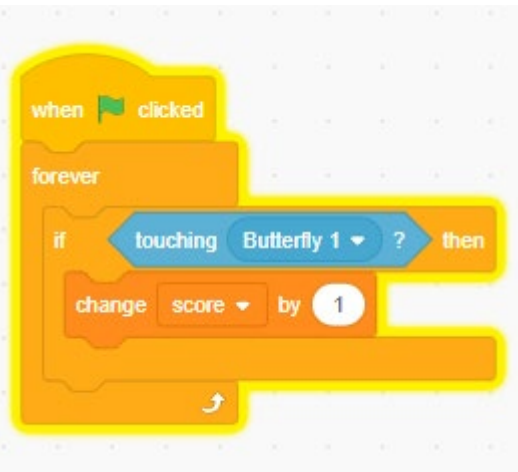 when clicked
forever
if touching Butterfly 1 ? then
change score by 1